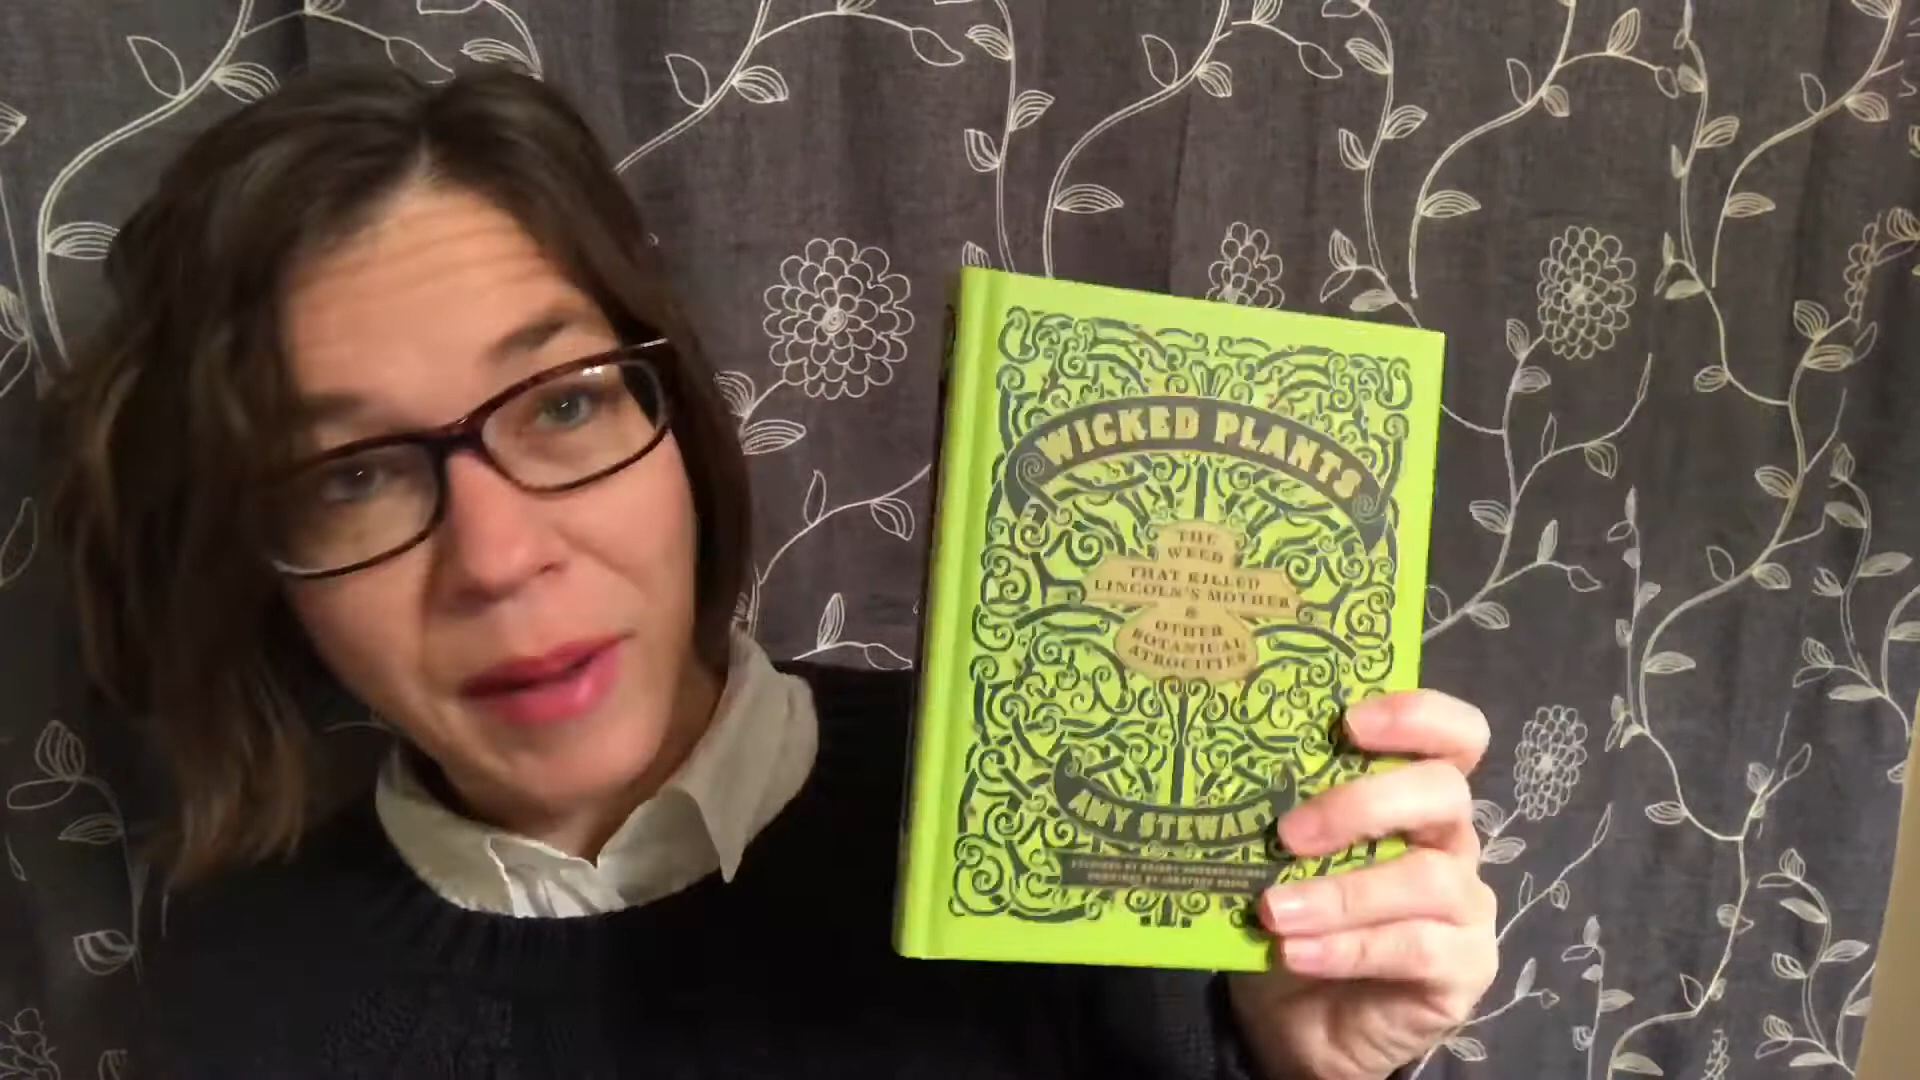 WICKED PLANTS
THE
WEED
THAT KILLED
LINCOLN'S MOTHER
&
OTHER
BOTANICAL
ATROCITIES
AMY STEWART